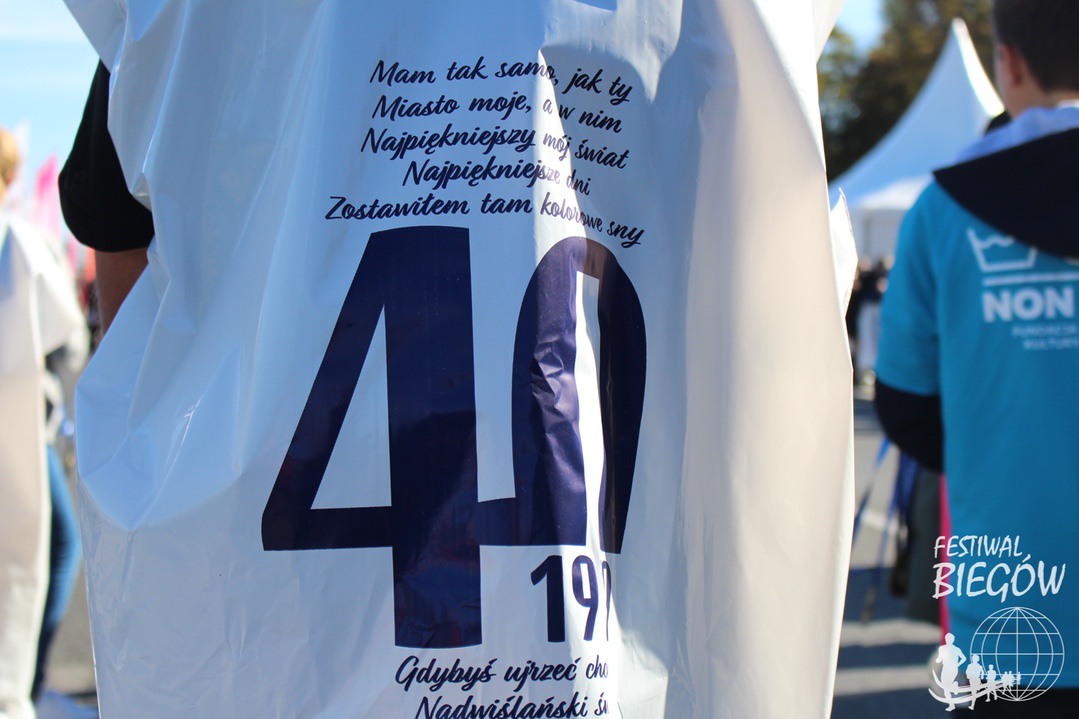 Mam tak samo, jak ty
Miasto moje, a w nim
Najpiękniejszy mój świat
Najpiękniejsze dni
Zostawiłem tam kolorowe sny
40
19
Gdybyś ujrzeć
Nadwiślański
NON
FUNDACJA
FESTIWAL
BIEGÓW